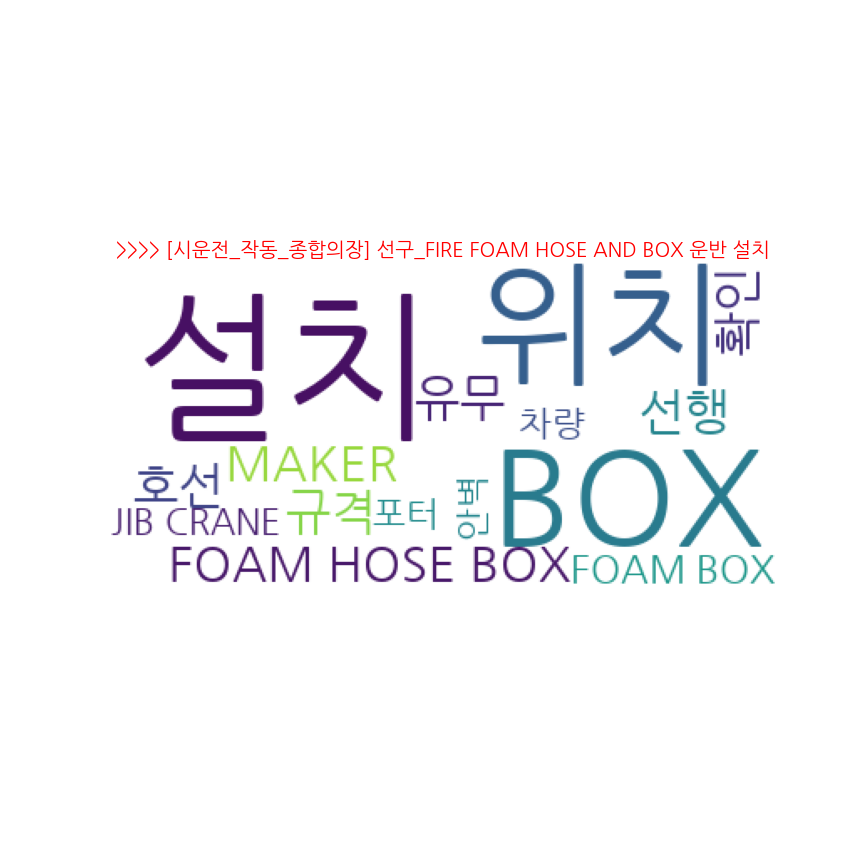 >>>> [시운전_작동_종합의장] 선구_FIRE FOAM HOSE AND BOX 운반 설치
설치
위치
확인
유무
차량
선행
MAKER
호선
규격
포터
안벽
BOX
JIB CRANE
FOAM HOSE BOX
FOAM BOX